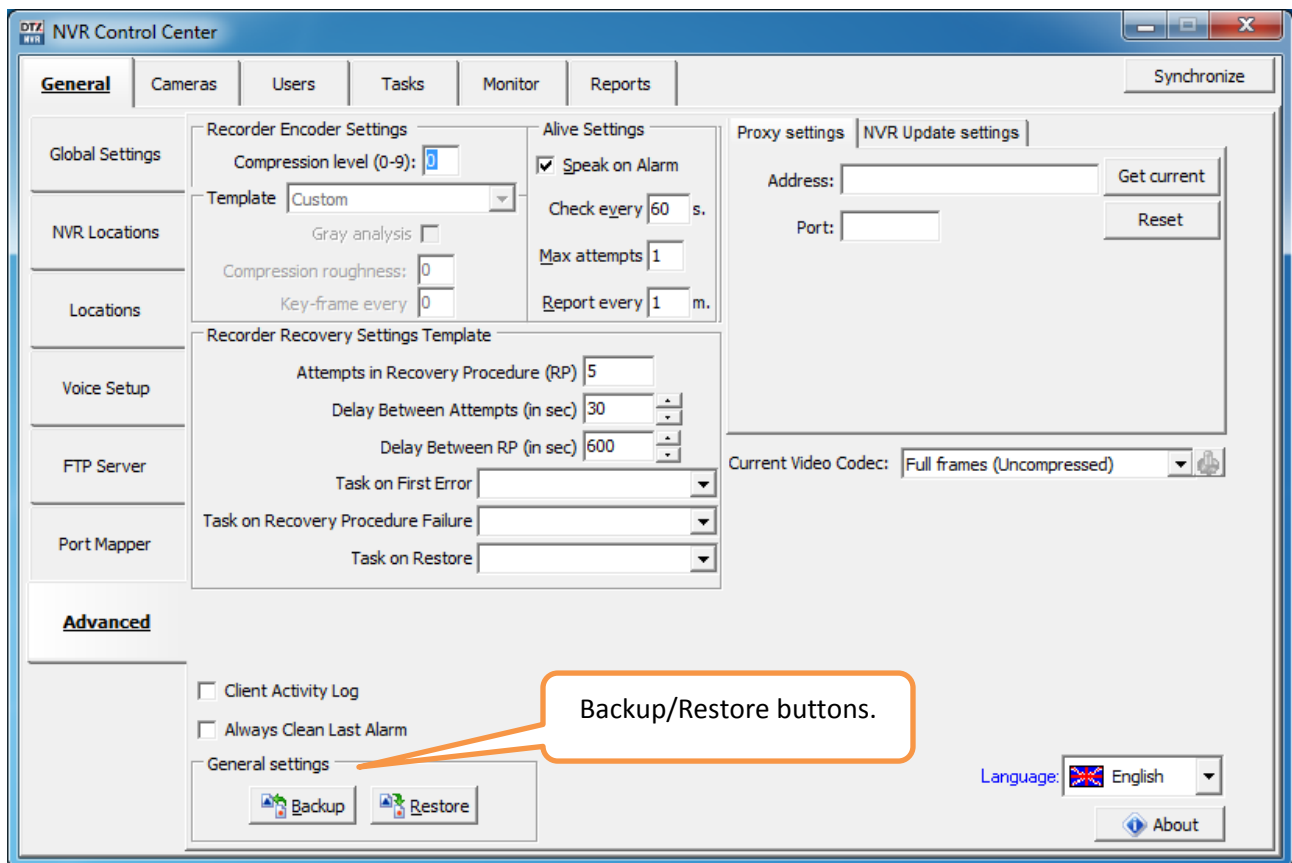 DTZ NVR NVR Control Center
General Cameras Users Tasks Monitor Reports Synchronize
Global Settings
NVR Locations
Locations
Voice Setup
FTP Server
Port Mapper
Advanced
Recorder Encoder Settings
Compression level (0-9): 0
Template Custom
Gray analysis
Compression roughness: 0
Key-frame every 0
Alive Settings
Speak on Alarm
Check every 60 s.
Max attempts 1
Report every 1 m.
Recorder Recovery Settings Template
Attempts in Recovery Procedure (RP) 5
Delay Between Attempts (in sec) 30
Delay Between RP (in sec) 600
Task on First Error
Task on Recovery Procedure Failure
Task on Restore
Proxy settings NVR Update settings
Address: Get current
Port: Reset
Current Video Codec: Full frames (Uncompressed)
Client Activity Log
Always Clean Last Alarm
Backup/Restore buttons.
General settings
Backup Restore
Language: English
About